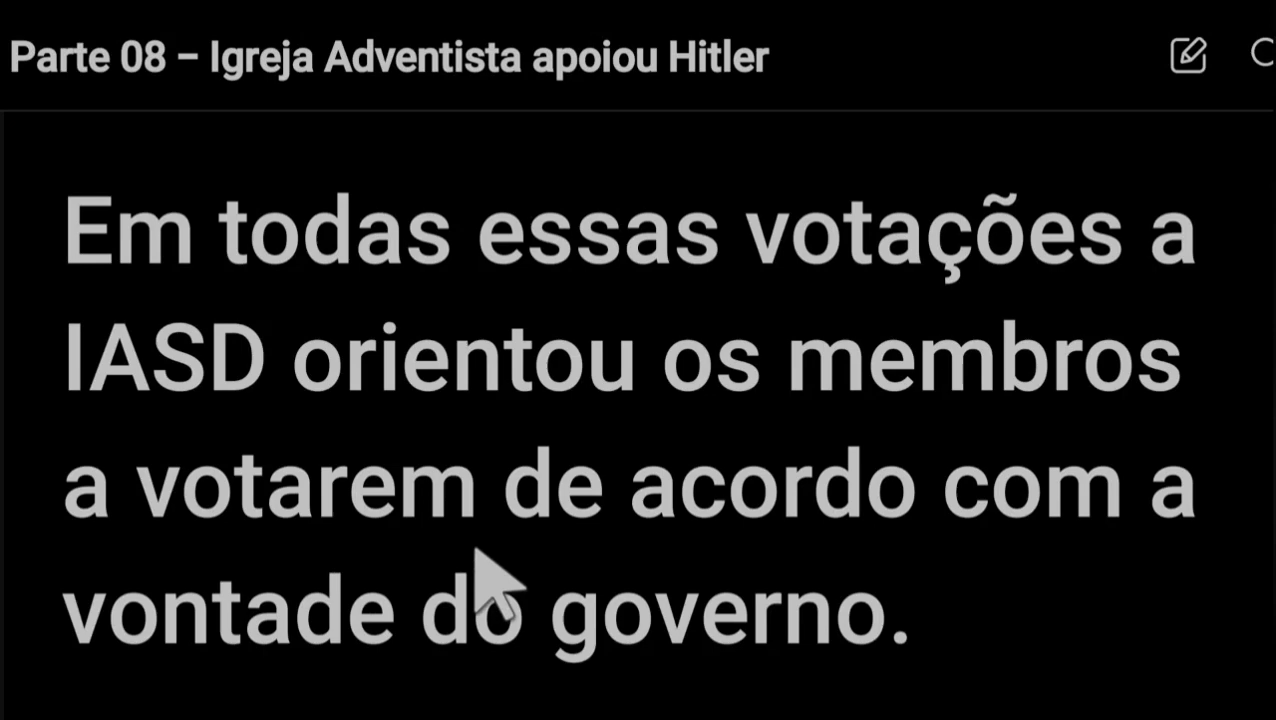 Parte 08 – Igreja Adventista apoiou Hitler
Em todas essas votações a
IASD orientou os membros
a votarem de acordo com a
vontade do governo.